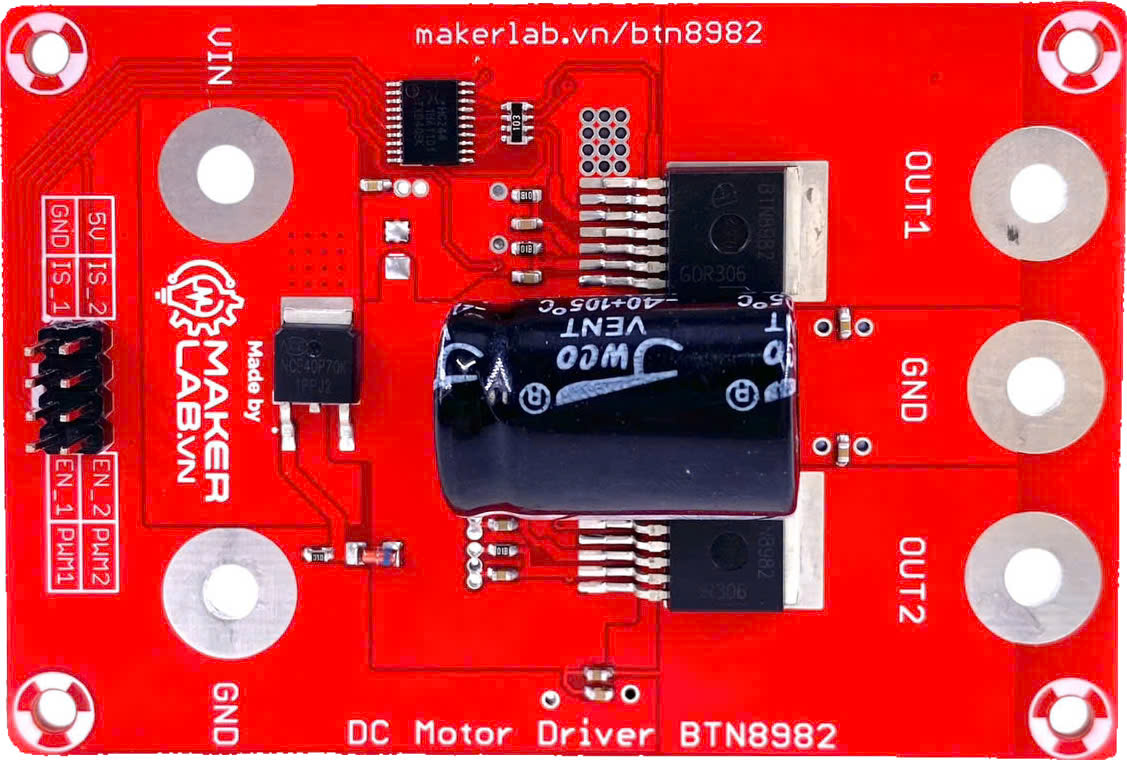 makerlab.vn/btn8982
VIN
103
OUT1
5V IS_2
GND IS_1
BTN8982
GDR306
-40+105°C
VENT
Jwco
®
5°C
T
®
Made by
MAKER
LAB.VN
GND
EN_2 PWM2
EN_1 PWM1
OUT2
8982
306
GND
DC Motor Driver BTN8982